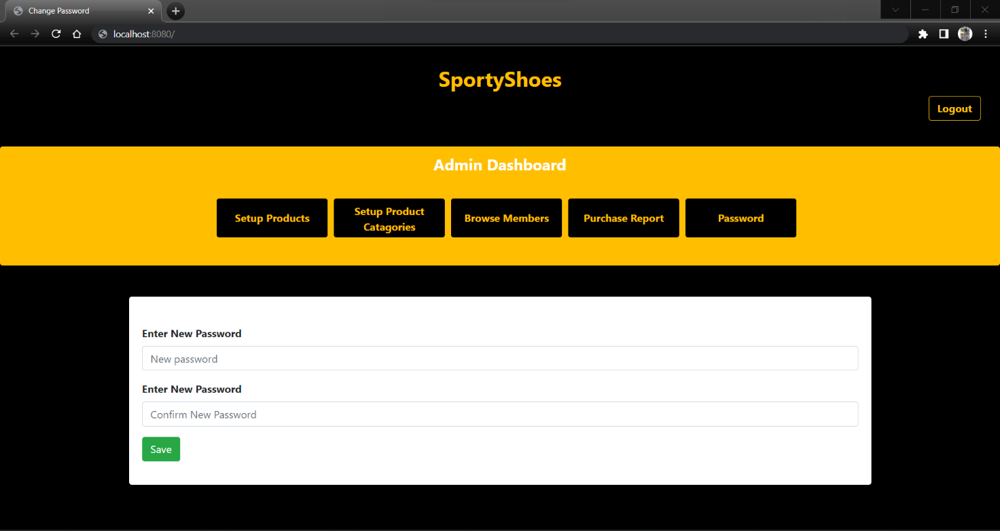 Change Password
localhost:8080/
SportyShoes
Logout
Admin Dashboard
Setup Products
Setup Product
Catagories
Browse Members
Purchase Report
Password
Enter New Password
New password
Enter New Password
Confirm New Password
Save